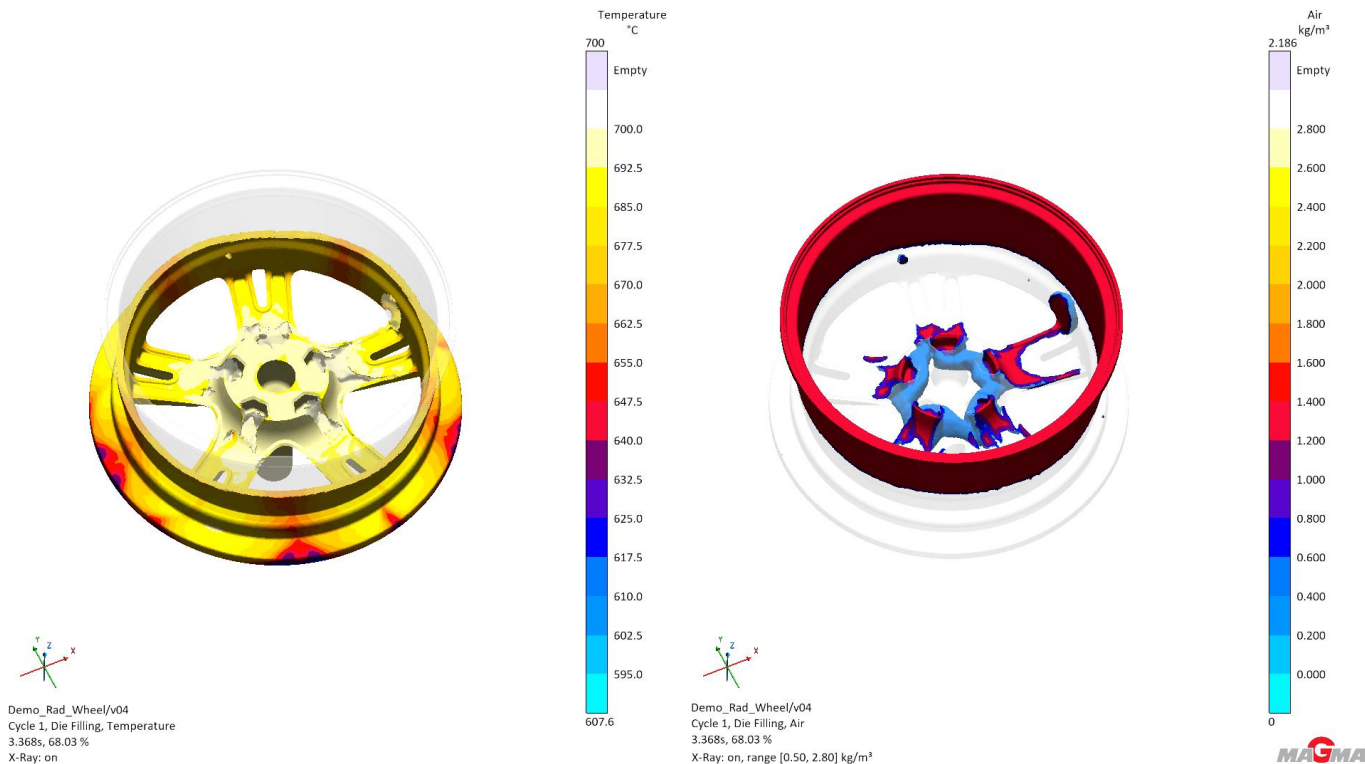 Temperature
°C
700
Empty
700.0
692.5
685.0
677.5
670.0
662.5
655.0
647.5
640.0
632.5
625.0
617.5
610.0
602.5
595.0
607.6
Y
Z
X
Demo_Rad_Wheel/v04
Cycle 1, Die Filling, Temperature
3.368s, 68.03 %
X-Ray: on
Air
kg/m³
2.186
Empty
2.800
2.600
2.400
2.200
2.000
1.800
1.600
1.400
1.200
1.000
0.800
0.600
0.400
0.200
0.000
0
Y
Z
X
Demo_Rad_Wheel/v04
Cycle 1, Die Filling, Air
3.368s, 68.03 %
X-Ray: on, range [0.50, 2.80] kg/m³
MAGMA